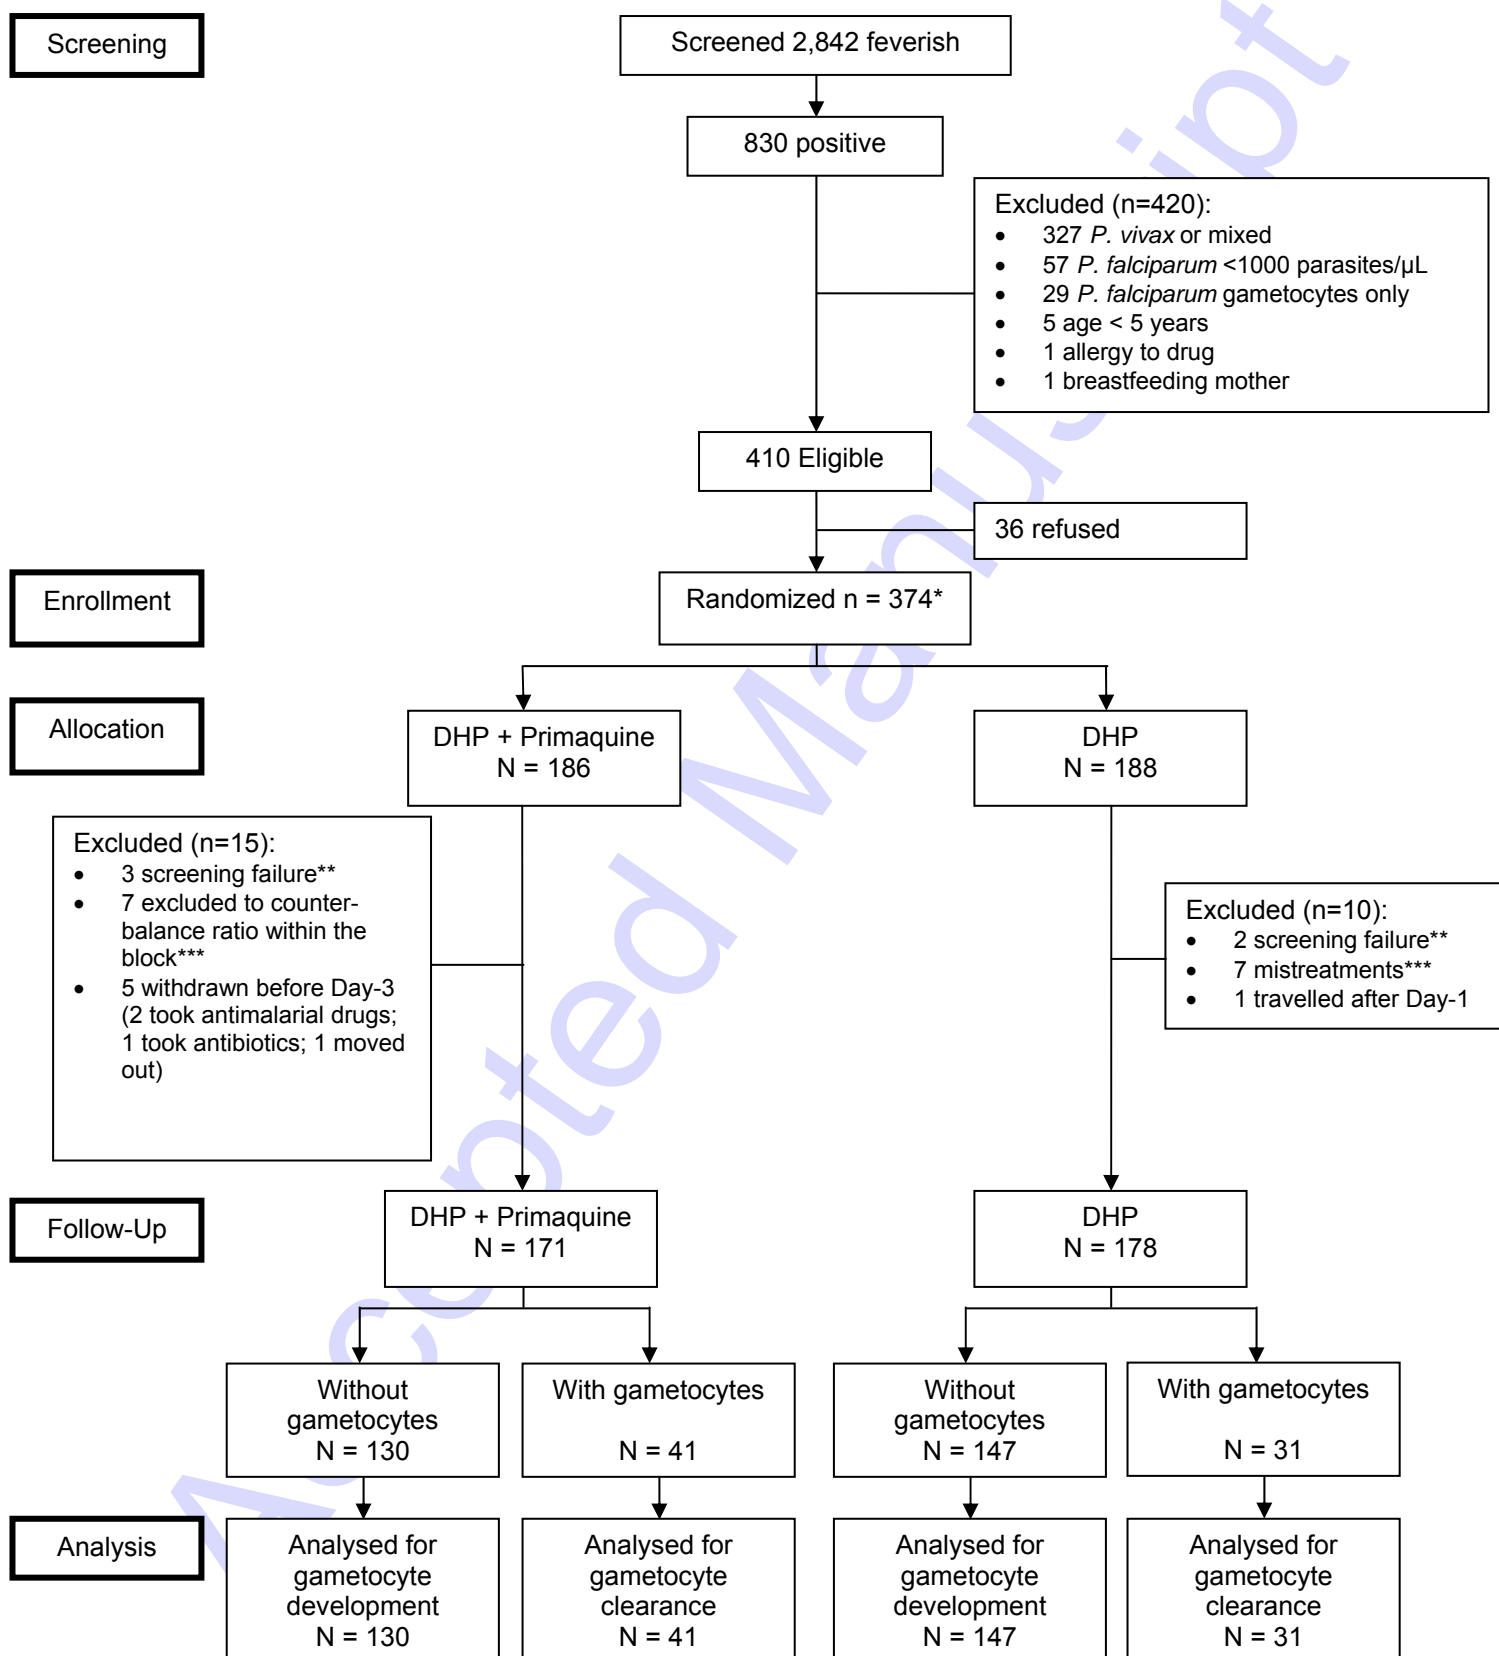 Screening
Screened 2,842 feverish
830 positive
Excluded (n=420):
• 327 P. vivax or mixed
• 57 P. falciparum <1000 parasites/µL
• 29 P. falciparum gametocytes only
• 5 age < 5 years
• 1 allergy to drug
• 1 breastfeeding mother
410 Eligible
36 refused
Enrollment
Randomized n = 374*
Allocation
DHP + Primaquine
N = 186
DHP
N = 188
Excluded (n=15):
• 3 screening failure**
• 7 excluded to counter-
balance ratio within the
block***
• 5 withdrawn before Day-3
(2 took antimalarial drugs;
1 took antibiotics; 1 moved
out)
Excluded (n=10):
• 2 screening failure**
• 7 mistreatments***
• 1 travelled after Day-1
Follow-Up
DHP + Primaquine
N = 171
DHP
N = 178
Without
gametocytes
N = 130
With gametocytes
N = 41
Without
gametocytes
N = 147
With gametocytes
N = 31
Analysis
Analysed for
gametocyte
development
N = 130
Analysed for
gametocyte
clearance
N = 41
Analysed for
gametocyte
development
N = 147
Analysed for
gametocyte
clearance
N = 31
Accepted Manuscript